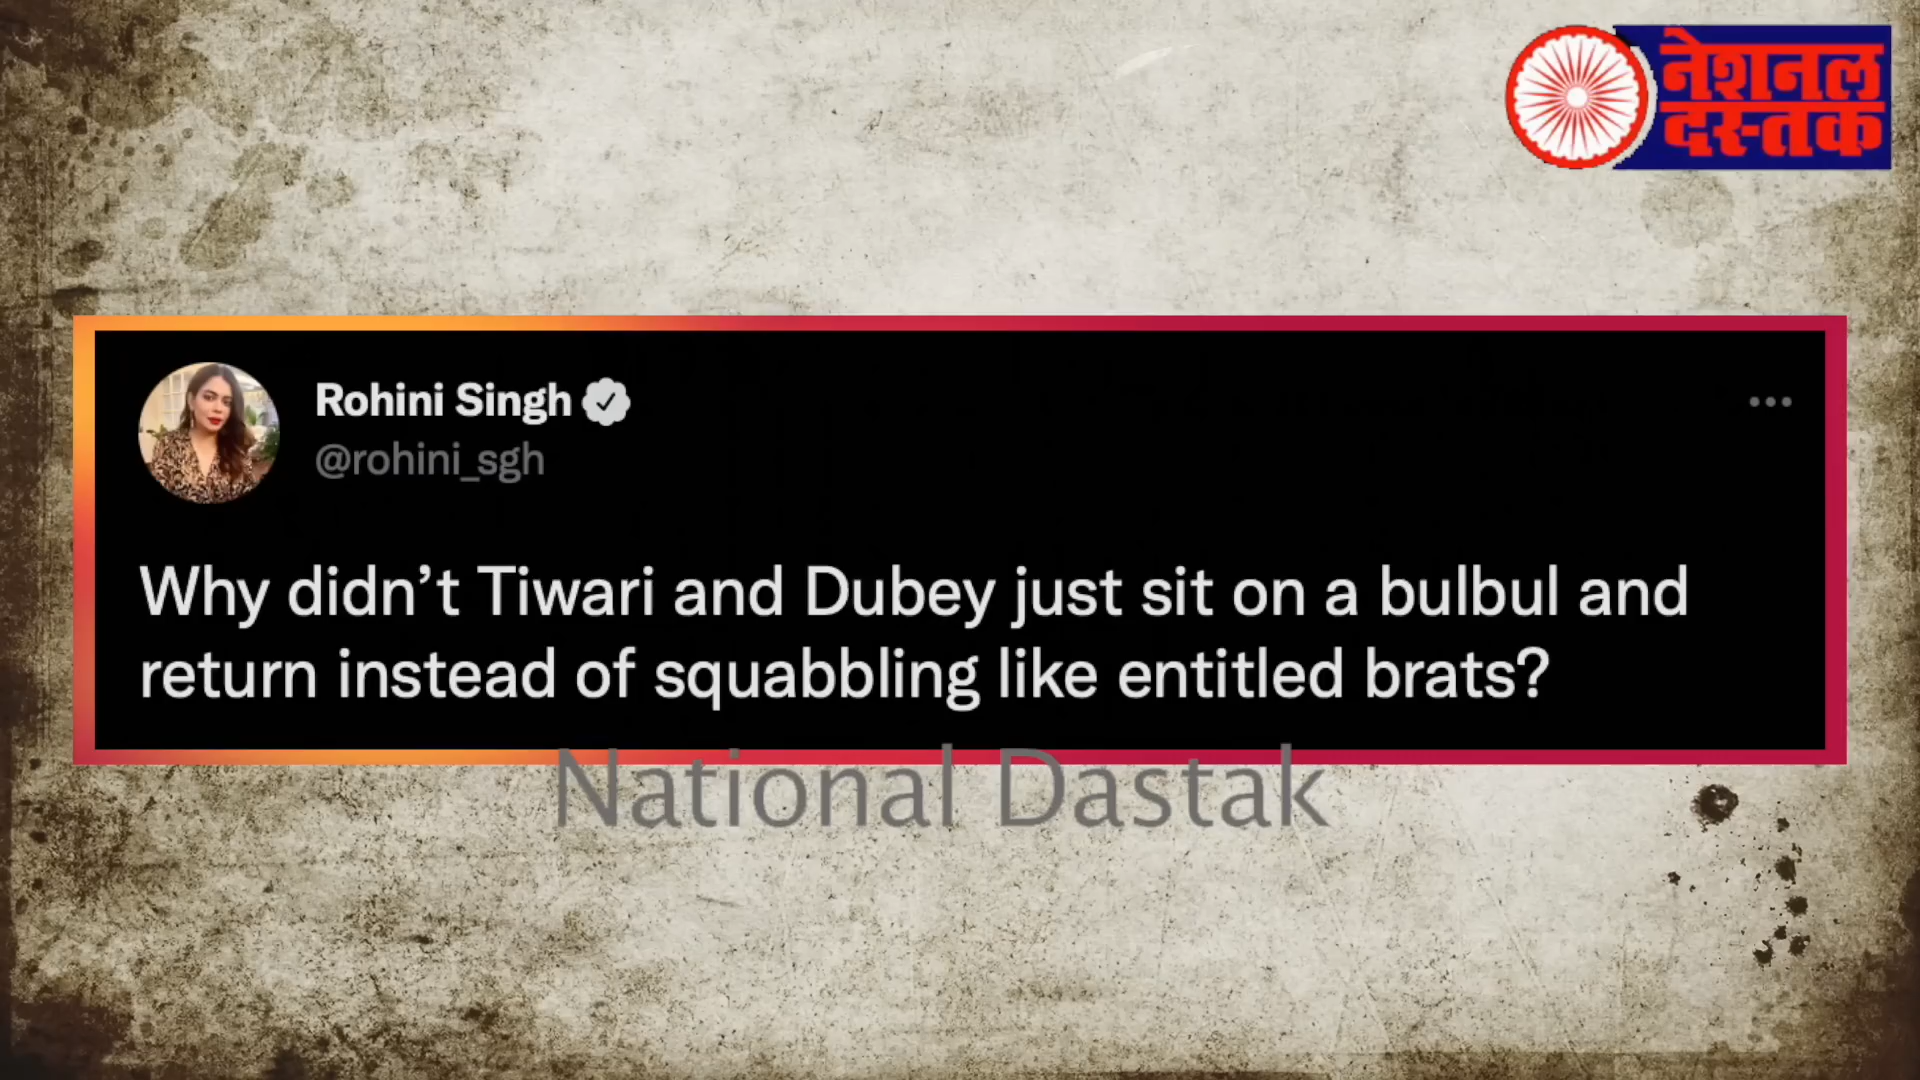 नेशनल
दस्तक
Rohini Singh
@rohini_sgh
Why didn’t Tiwari and Dubey just sit on a bulbul and
return instead of squabbling like entitled brats?
National Dastak